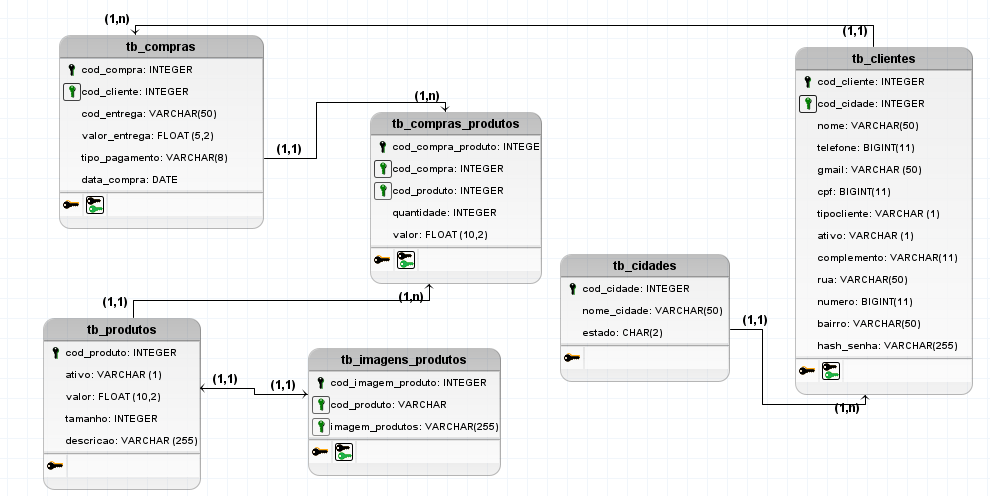 (1,n)
(1,1)
tb_compras
cod_compra: INTEGER
cod_cliente: INTEGER
cod_entrega: VARCHAR(50)
valor_entrega: FLOAT (5,2)
tipo_pagamento: VARCHAR(8)
data_compra: DATE
(1,1)
(1,n)
tb_compras_produtos
cod_compra_produto: INTEGE
cod_compra: INTEGER
cod_produto: INTEGER
quantidade: INTEGER
valor: FLOAT (10,2)
tb_clientes
cod_cliente: INTEGER
cod_cidade: INTEGER
nome: VARCHAR(50)
telefone: BIGINT(11)
gmail: VARCHAR (50)
cpf: BIGINT(11)
tipocliente: VARCHAR (1)
ativo: VARCHAR (1)
complemento: VARCHAR(11)
rua: VARCHAR(50)
numero: BIGINT(11)
bairro: VARCHAR(50)
hash_senha: VARCHAR(255)
tb_cidades
cod_cidade: INTEGER
nome_cidade: VARCHAR(50)
estado: CHAR(2)
(1,1)
(1,n)
(1,1)
(1,n)
tb_produtos
cod_produto: INTEGER
ativo: VARCHAR (1)
valor: FLOAT (10,2)
tamanho: INTEGER
descricao: VARCHAR (255)
(1,1)
(1,1)
tb_imagens_produtos
cod_imagem_produto: INTEGER
cod_produto: VARCHAR
imagem_produtos: VARCHAR(255)